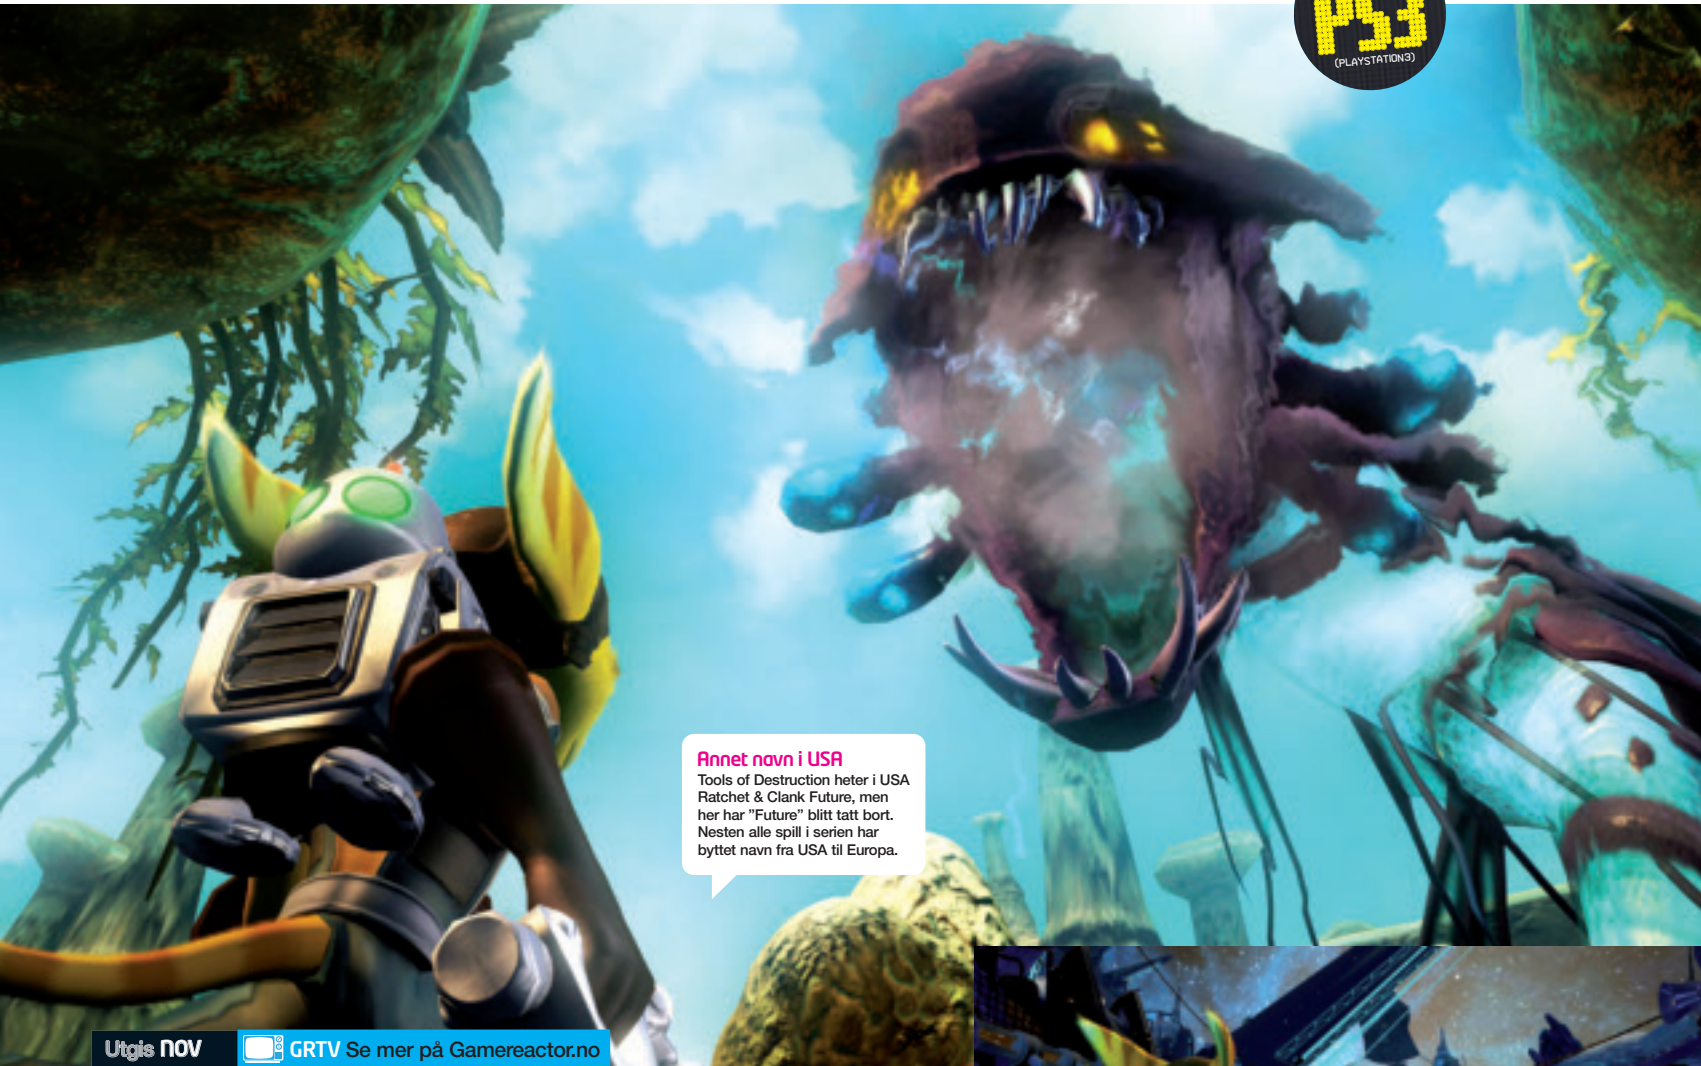 PS3
(PLAYSTATION3)
Annet navn i USA
Tools of Destruction heter i USA
Ratchet & Clank Future, men
her har ”Future” blitt tatt bort.
Nesten alle spill i serien har
byttet navn fra USA til Europa.
Utgis NOV
GRTV Se mer på Gamereactor.no